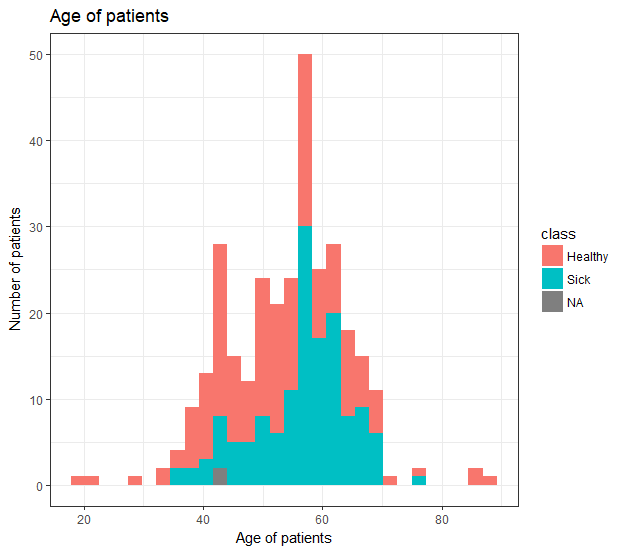 Age of patients
50
40
30
20
10
0
Number of patients
20 40 60 80
Age of patients
class
Healthy
Sick
NA